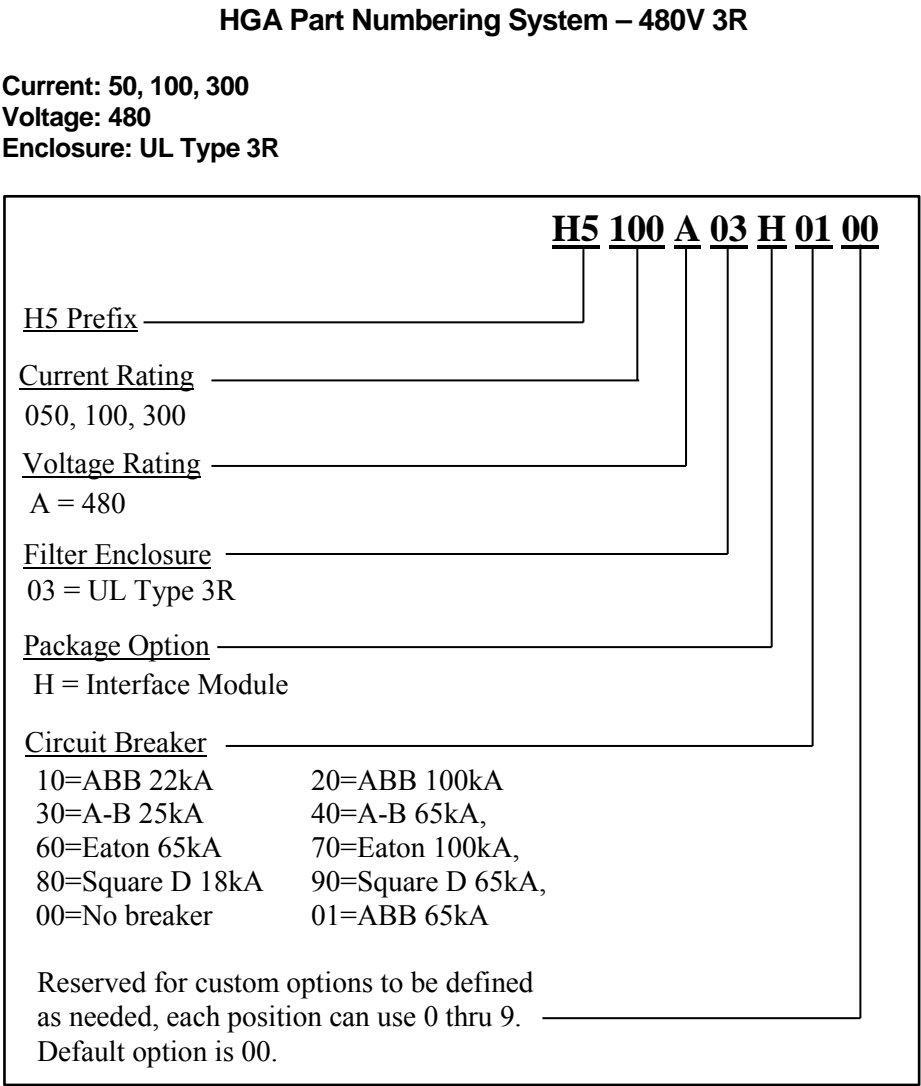 HGA Part Numbering System – 480V 3R
Current: 50, 100, 300
Voltage: 480
Enclosure: UL Type 3R
H5 100 A 03 H 01 00
H5 Prefix
Current Rating
050, 100, 300
Voltage Rating
A = 480
Filter Enclosure
03 = UL Type 3R
Package Option
H = Interface Module
Circuit Breaker
10=ABB 22kA 20=ABB 100kA
30=A-B 25kA 40=A-B 65kA,
60=Eaton 65kA 70=Eaton 100kA,
80=Square D 18kA 90=Square D 65kA,
00=No breaker 01=ABB 65kA
Reserved for custom options to be defined
as needed, each position can use 0 thru 9.
Default option is 00.